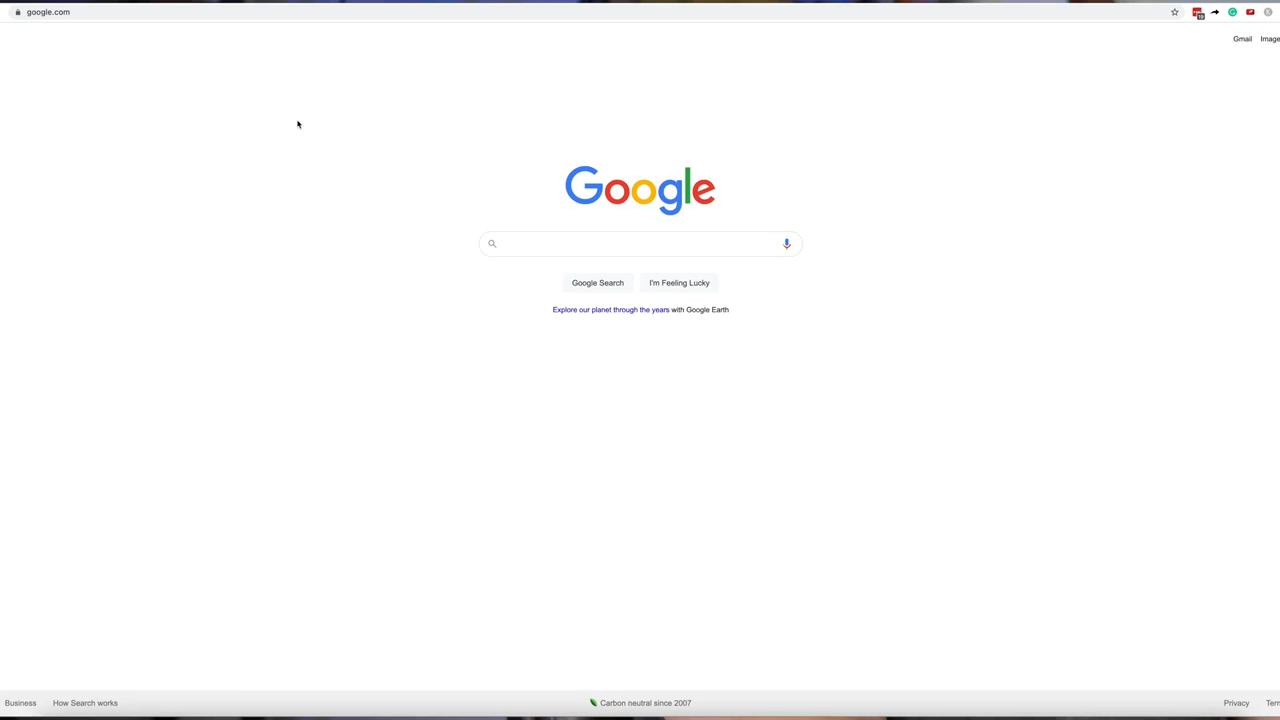 google.com
Gmail Image
Google
Google Search I'm Feeling Lucky
Explore our planet through the years with Google Earth
Business How Search works Carbon neutral since 2007 Privacy Ter